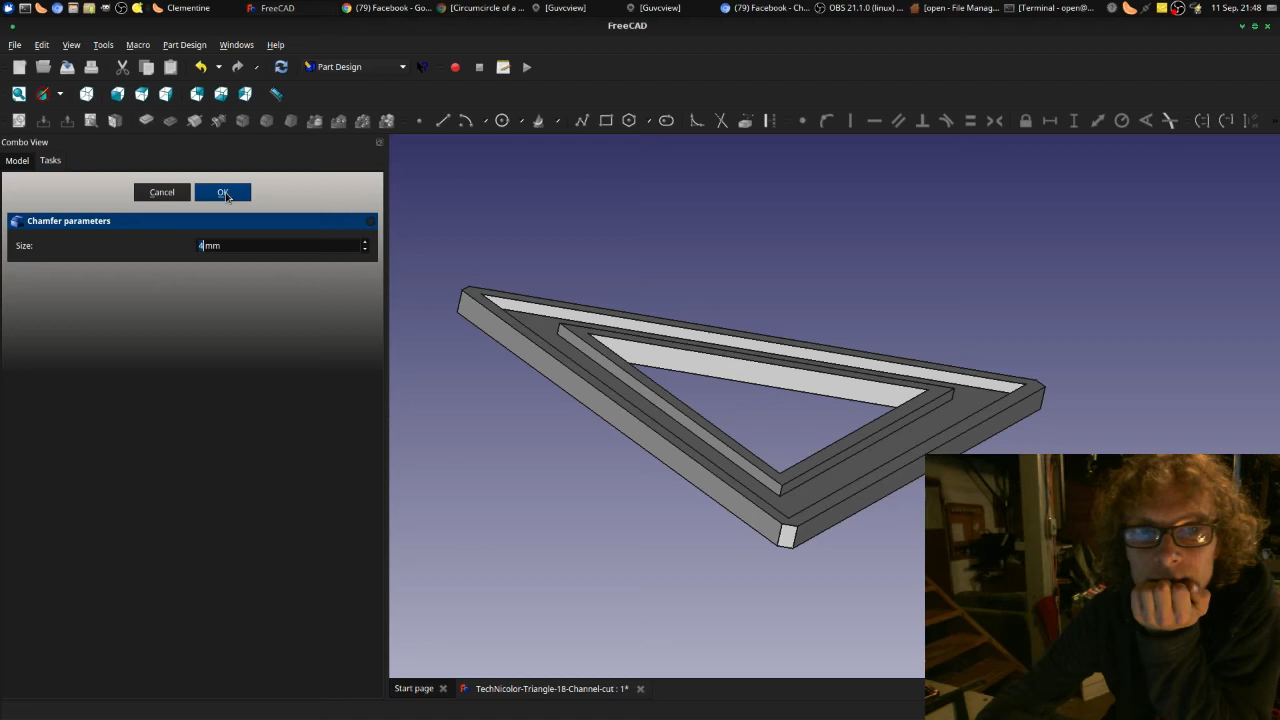 Clementine
FreeCAD
(79) Facebook - Go...
[Circumcircle of a ...
[Guvcview]
[Guvcview]
(79) Facebook - Ch...
OBS 21.1.0 (linux) ...
[open - File Manag...
[Terminal - open@...
11 Sep, 21:48
FreeCAD
File Edit View Tools Macro Part Design Windows Help
Part Design
Combo View
Model Tasks
Cancel OK
Chamfer parameters
Size: 4 mm
Start page TechNicolor-Triangle-18-Channel-cut : 1*